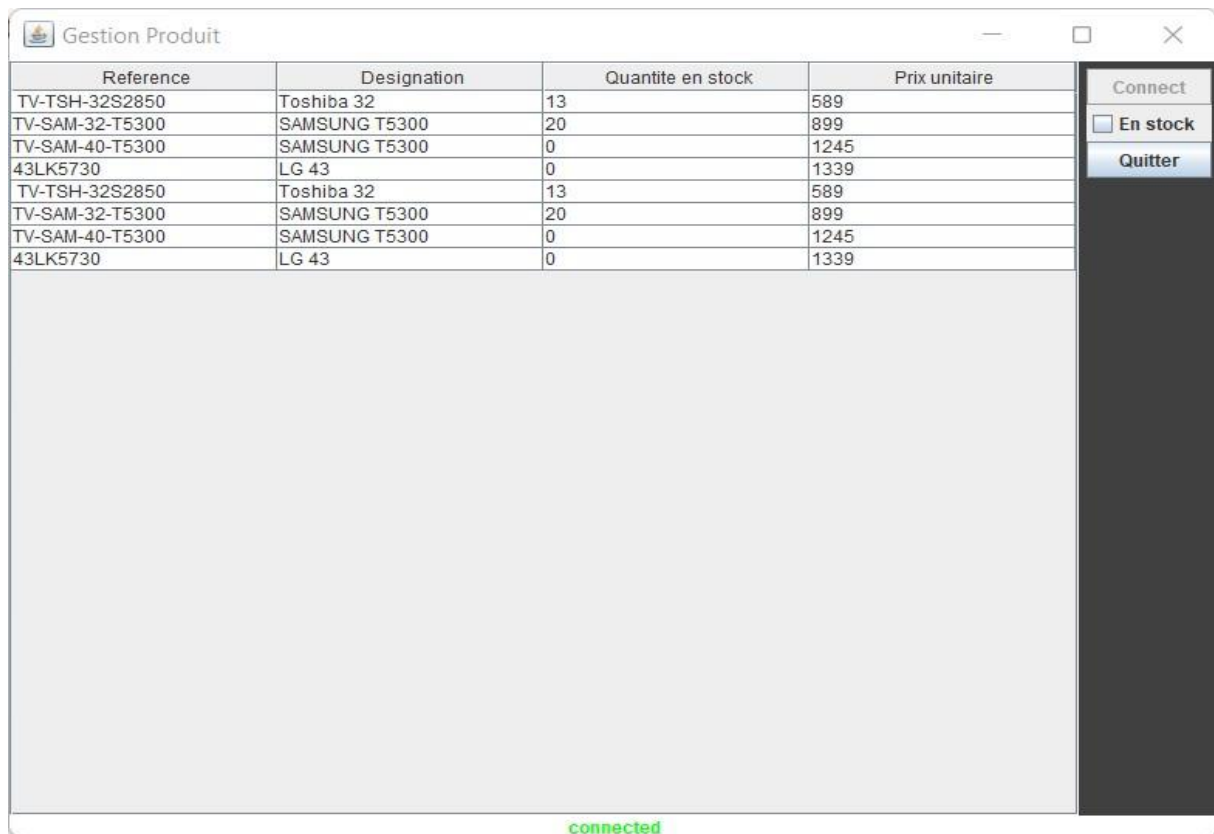 Gestion Produit
Reference Designation Quantite en stock Prix unitaire
TV-TSH-32S2850 Toshiba 32 13 589
TV-SAM-32-T5300 SAMSUNG T5300 20 899
TV-SAM-40-T5300 SAMSUNG T5300 0 1245
43LK5730 LG 43 0 1339
TV-TSH-32S2850 Toshiba 32 13 589
TV-SAM-32-T5300 SAMSUNG T5300 20 899
TV-SAM-40-T5300 SAMSUNG T5300 0 1245
43LK5730 LG 43 0 1339
Connect
En stock
Quitter
connected